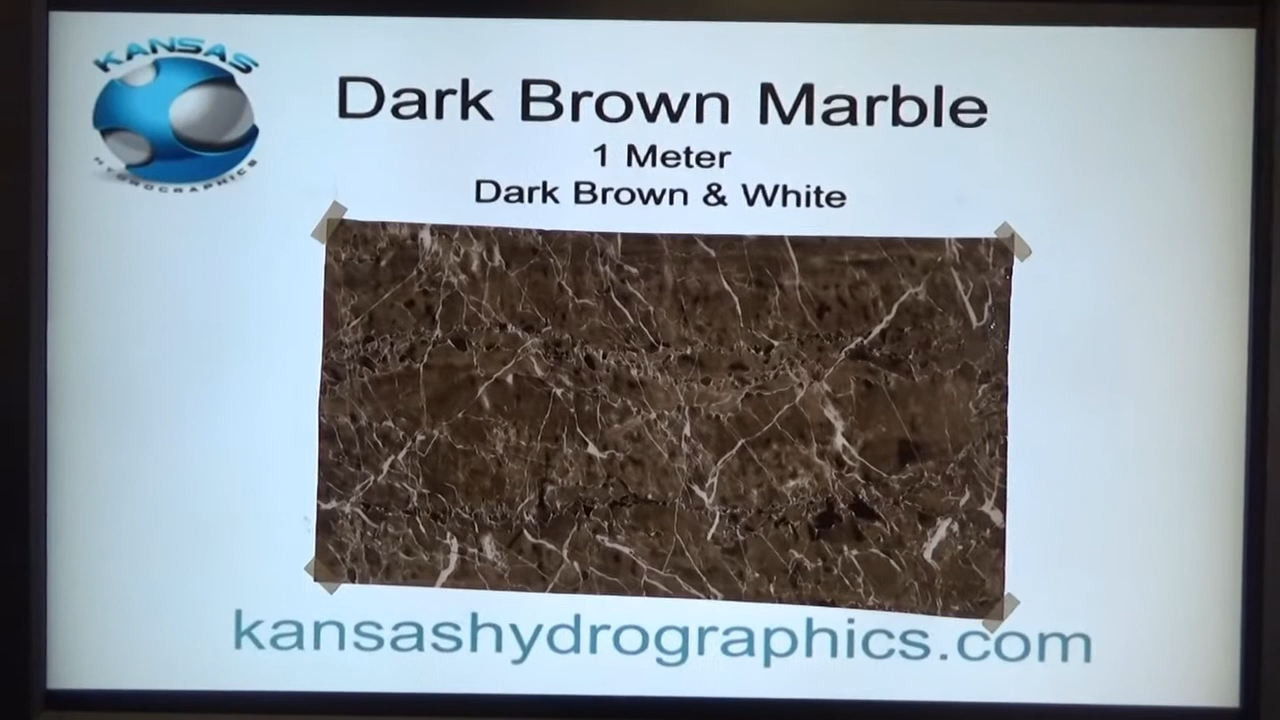 KANSAS
HYDROGRAPHICS
Dark Brown Marble
1 Meter
Dark Brown & White
kansashydrographics.com